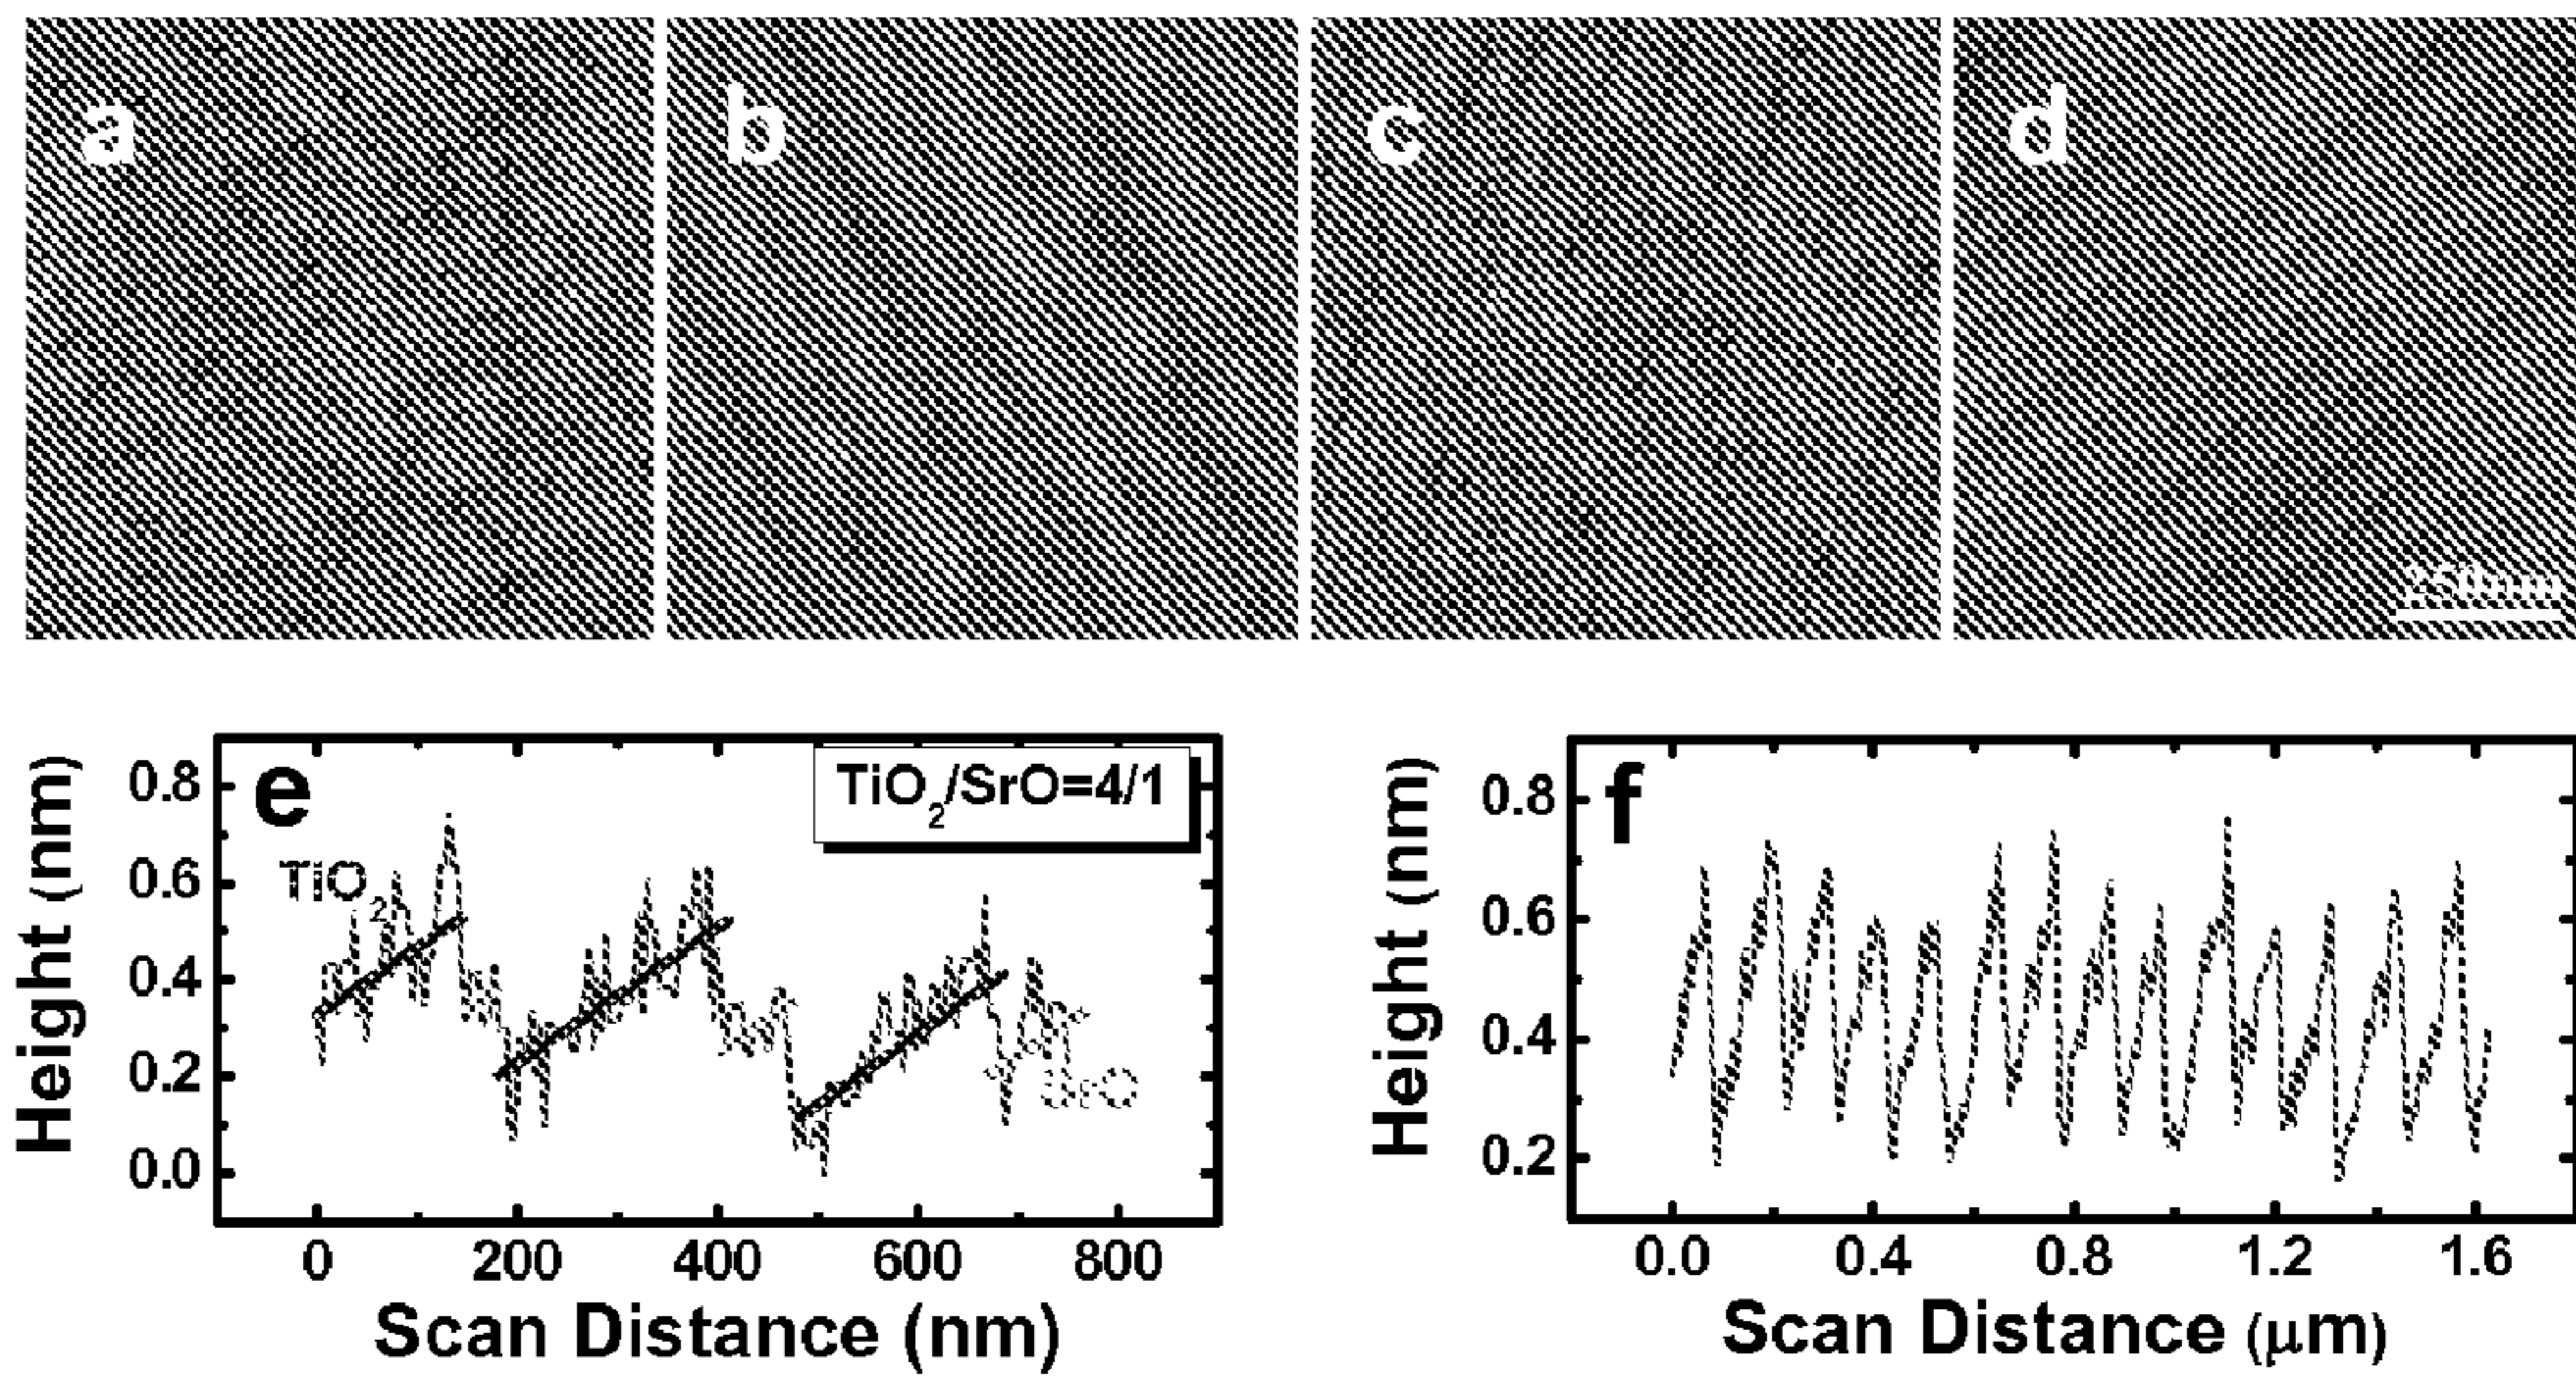 a b c d
250nm
e
TiO2/SrO=4/1
TiO2
SrO
Height (nm)
0.8
0.6
0.4
0.2
0.0
0 200 400 600 800
Scan Distance (nm)
f
Height (nm)
0.8
0.6
0.4
0.2
0.0 0.4 0.8 1.2 1.6
Scan Distance (μm)